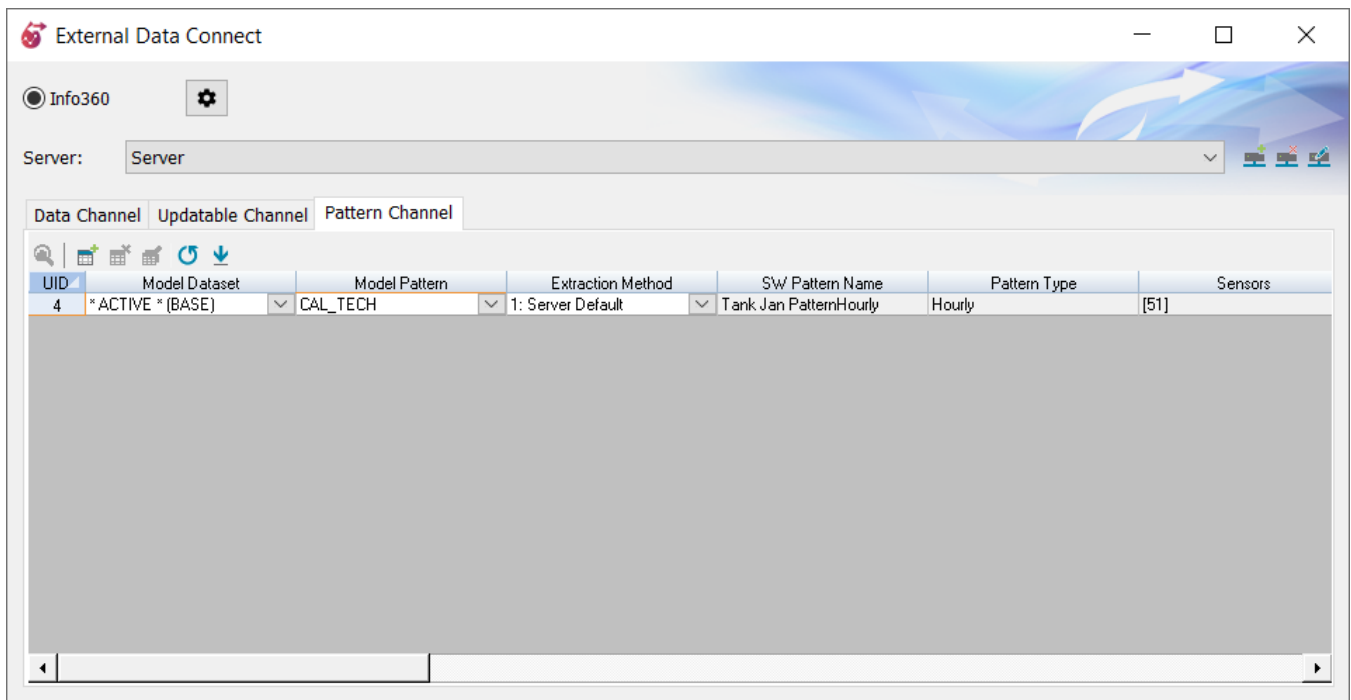 External Data Connect
Info360
Server: Server
Data Channel Updatable Channel Pattern Channel
UID Model Dataset Model Pattern Extraction Method SW Pattern Name Pattern Type Sensors
4 * ACTIVE * (BASE) CAL_TECH 1: Server Default Tank Jan PatternHourly Hourly [51]